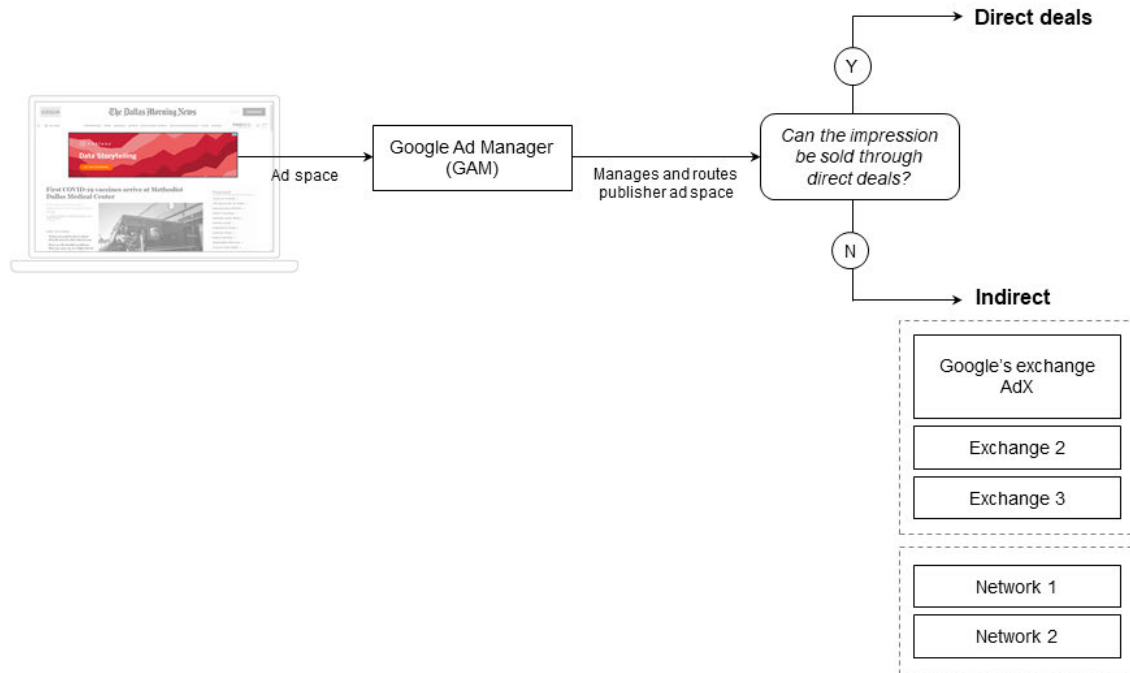 Direct deals
Y
The Dallas Morning News
Data Storytelling
First COVID-19 vaccines arrive at Methodist
Dallas Medical Center
Ad space
Google Ad Manager
(GAM)
Manages and routes
publisher ad space
Can the impression
be sold through
direct deals?
N
Indirect
Google's exchange
AdX
Exchange 2
Exchange 3
Network 1
Network 2